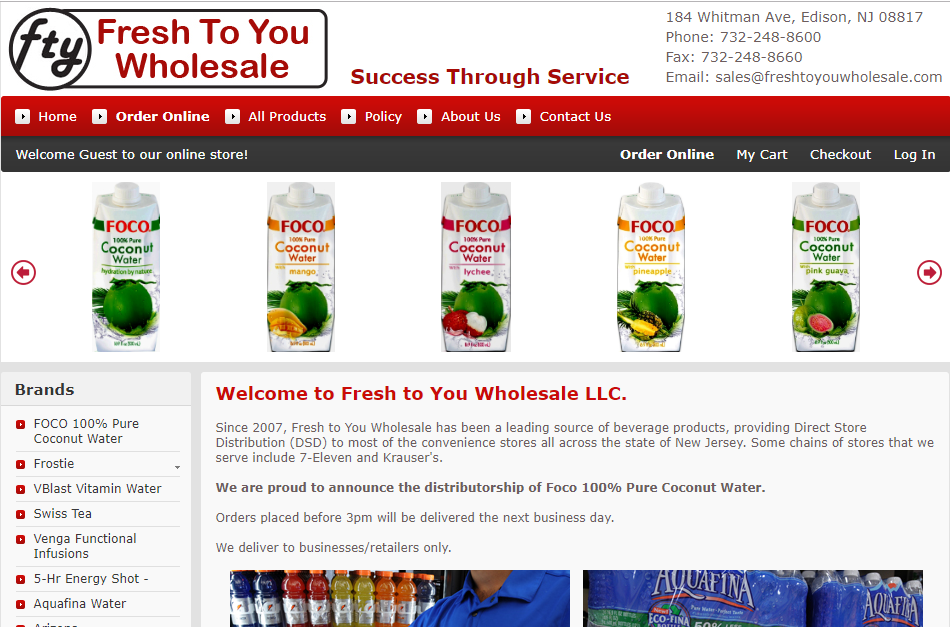 fty
Fresh To You
Wholesale
Success Through Service
184 Whitman Ave, Edison, NJ 08817
Phone: 732-248-8600
Fax: 732-248-8660
Email: sales@freshtoyouwholesale.com
Home
Order Online
All Products
Policy
About Us
Contact Us
Welcome Guest to our online store!
Order Online
My Cart
Checkout
Log In
FOCO
100% Pure
Coconut
Water
hydration by nature
FOCO
100% Pure
Coconut
Water
with mango
FOCO
100% Pure
Coconut
Water
with lychee
FOCO
100% Pure
Coconut
Water
with pineapple
FOCO
100% Pure
Coconut
Water
with pink guava
Brands
FOCO 100% Pure
Coconut Water
Frostie
VBlast Vitamin Water
Swiss Tea
Venga Functional
Infusions
5-Hr Energy Shot -
Aquafina Water
Arizona
Welcome to Fresh to You Wholesale LLC.
Since 2007, Fresh to You Wholesale has been a leading source of beverage products, providing Direct Store
Distribution (DSD) to most of the convenience stores all across the state of New Jersey. Some chains of stores that we
serve include 7-Eleven and Krauser's.
We are proud to announce the distributorship of Foco 100% Pure Coconut Water.
Orders placed before 3pm will be delivered the next business day.
We deliver to businesses/retailers only.
AQUAFINA
Pure Water - Perfect Taste
ECO-FINA
50%
AQUAFINA